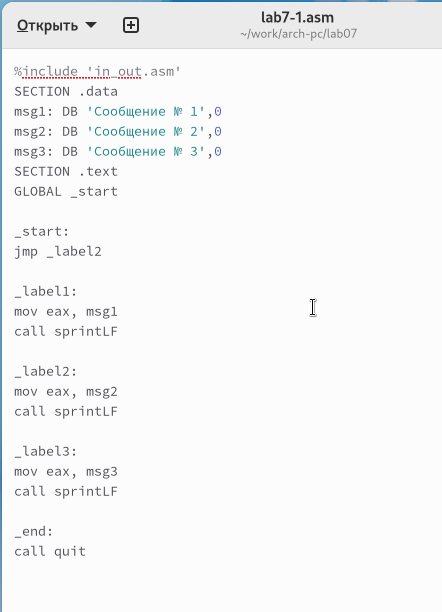 Открыть
lab7-1.asm
~/work/arch-pc/lab07
%include 'in_out.asm'
SECTION .data
msg1: DB 'Сообщение № 1',0
msg2: DB 'Сообщение № 2',0
msg3: DB 'Сообщение № 3',0
SECTION .text
GLOBAL _start
_start:
jmp _label2
_label1:
mov eax, msg1
call sprintLF
_label2:
mov eax, msg2
call sprintLF
_label3:
mov eax, msg3
call sprintLF
_end:
call quit